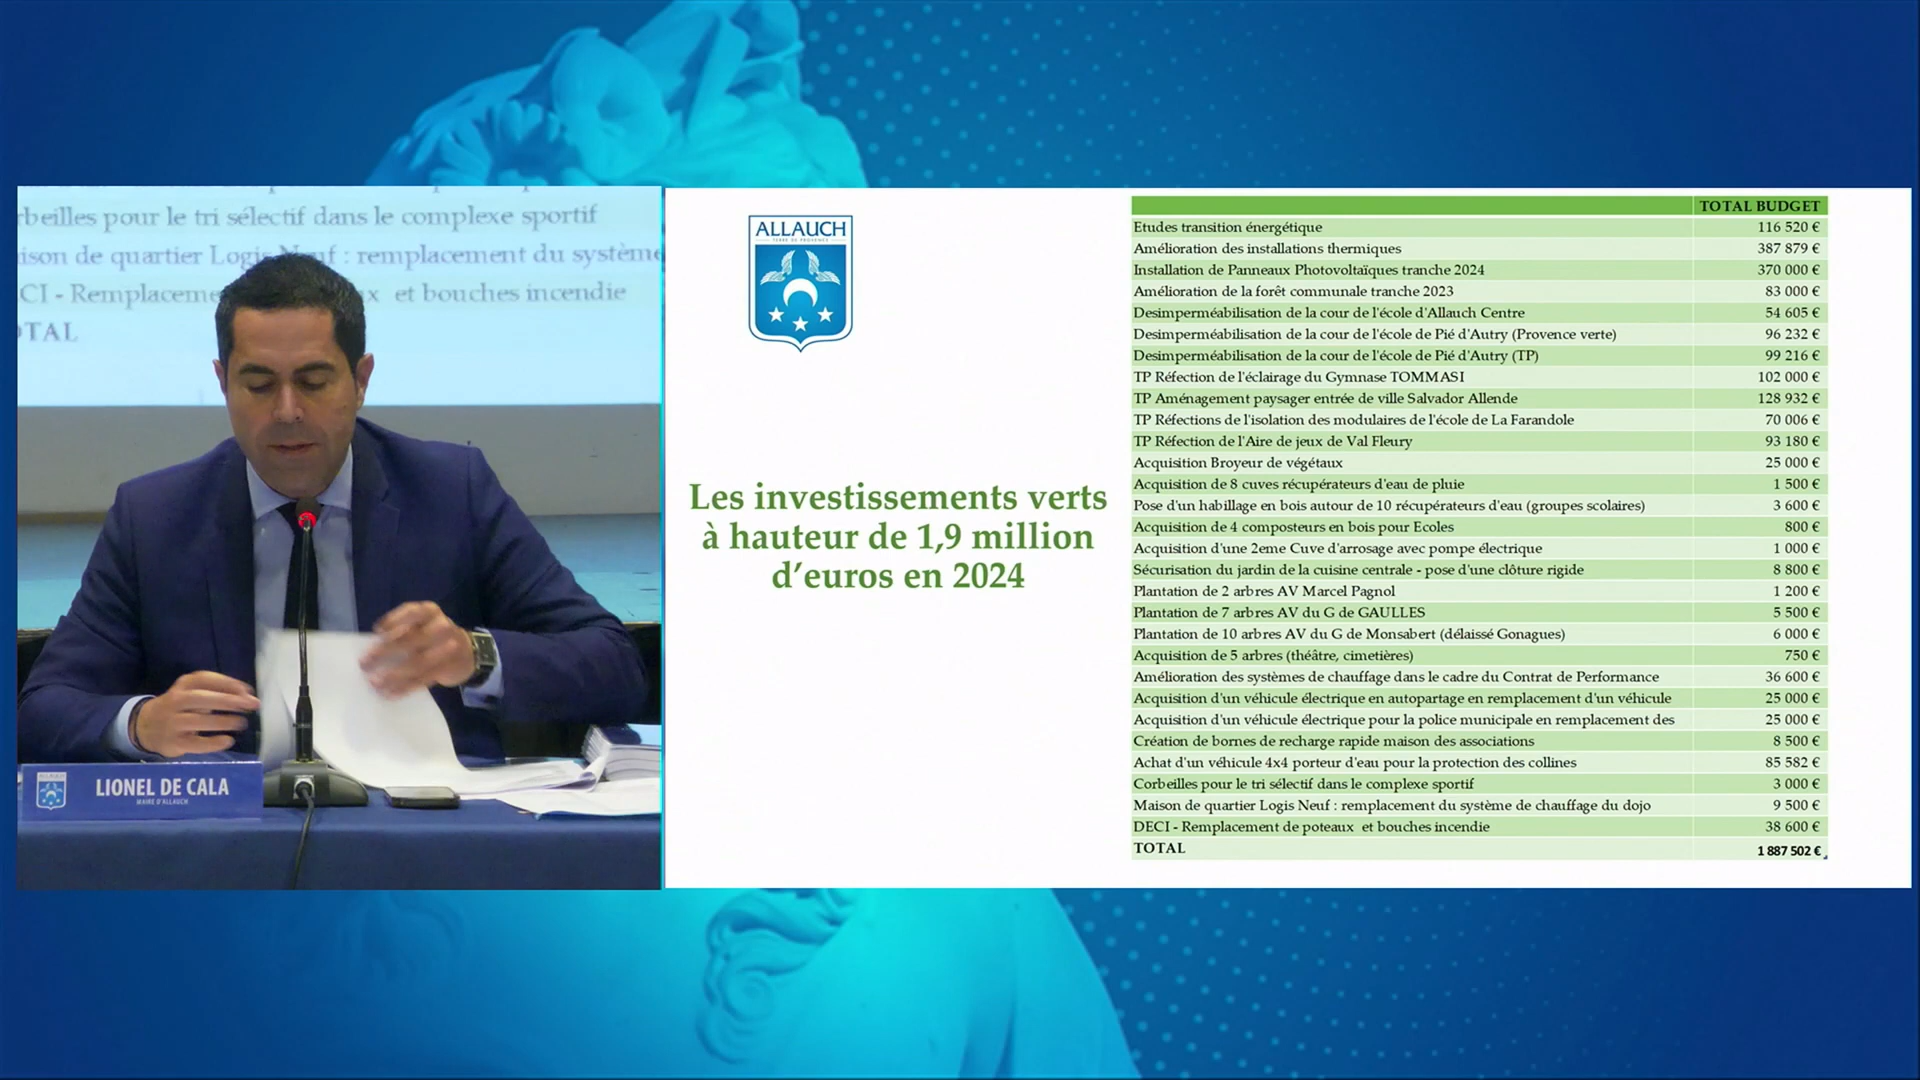 rbeilles pour le tri sélectif dans le complexe sportif
ison de quartier Logis Neuf : remplacement du système
CI - Remplaceme x et bouches incendie
OTAL
ALLAUCH
LIONEL DE CALA
MAIRE D'ALLAUCH
ALLAUCH
TERRE DE PROVENCE
Les investissements verts
à hauteur de 1,9 million
d’euros en 2024
TOTAL BUDGET
Etudes transition énergétique 116 520 €
Amélioration des installations thermiques 387 879 €
Installation de Panneaux Photovoltaïques tranche 2024 370 000 €
Amélioration de la forêt communale tranche 2023 83 000 €
Desimperméabilisation de la cour de l'école d'Allauch Centre 54 605 €
Desimperméabilisation de la cour de l'école de Pié d'Autry (Provence verte) 96 232 €
Desimperméabilisation de la cour de l'école de Pié d'Autry (TP) 99 216 €
TP Réfection de l'éclairage du Gymnase TOMMASI 102 000 €
TP Aménagement paysager entrée de ville Salvador Allende 128 932 €
TP Réfections de l'isolation des modulaires de l'école de La Farandole 70 006 €
TP Réfection de l'Aire de jeux de Val Fleury 93 180 €
Acquisition Broyeur de végétaux 25 000 €
Acquisition de 8 cuves récupérateurs d'eau de pluie 1 500 €
Pose d'un habillage en bois autour de 10 récupérateurs d'eau (groupes scolaires) 3 600 €
Acquisition de 4 composteurs en bois pour Ecoles 800 €
Acquisition d'une 2eme Cuve d'arrosage avec pompe électrique 1 000 €
Sécurisation du jardin de la cuisine centrale - pose d'une clôture rigide 8 800 €
Plantation de 2 arbres AV Marcel Pagnol 1 200 €
Plantation de 7 arbres AV du G de GAULLES 5 500 €
Plantation de 10 arbres AV du G de Monsabert (délaissé Gonagues) 6 000 €
Acquisition de 5 arbres (théâtre, cimetières) 750 €
Amélioration des systèmes de chauffage dans le cadre du Contrat de Performance 36 600 €
Acquisition d'un véhicule électrique en autopartage en remplacement d'un véhicule 25 000 €
Acquisition d'un véhicule électrique pour la police municipale en remplacement des 25 000 €
Création de bornes de recharge rapide maison des associations 8 500 €
Achat d'un véhicule 4x4 porteur d'eau pour la protection des collines 85 582 €
Corbeilles pour le tri sélectif dans le complexe sportif 3 000 €
Maison de quartier Logis Neuf : remplacement du système de chauffage du dojo 9 500 €
DECI - Remplacement de poteaux et bouches incendie 38 600 €
TOTAL 1 887 502 €